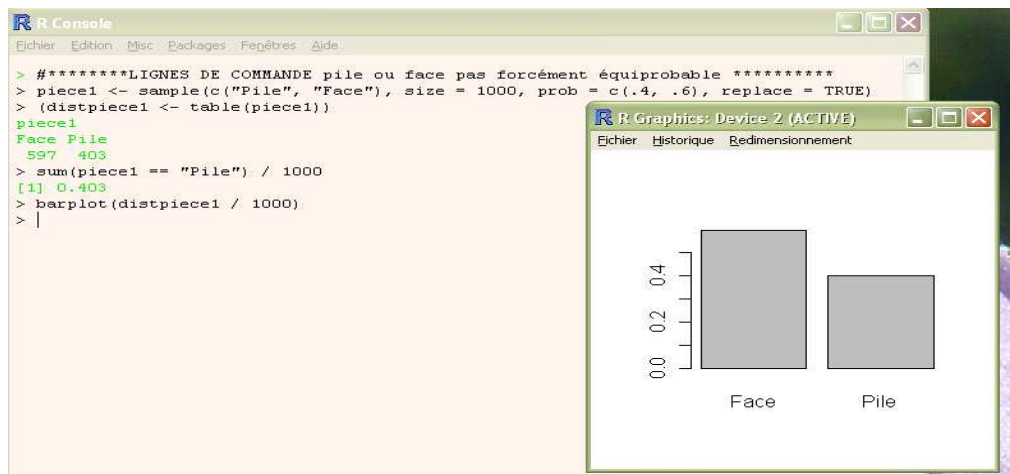 R Console
Fichier Edition Misc Packages Fenêtres Aide
> #********LIGNES DE COMMANDE pile ou face pas forcément équiprobable **********
> piece1 <- sample(c("Pile", "Face"), size = 1000, prob = c(.4, .6), replace = TRUE)
> (distpiece1 <- table(piece1))
piece1
Face Pile
597 403
> sum(piece1 == "Pile") / 1000
[1] 0.403
> barplot(distpiece1 / 1000)
>
R Graphics: Device 2 (ACTIVE)
Fichier Historique Redimensionnement
0.4
0.2
0.0
Face Pile